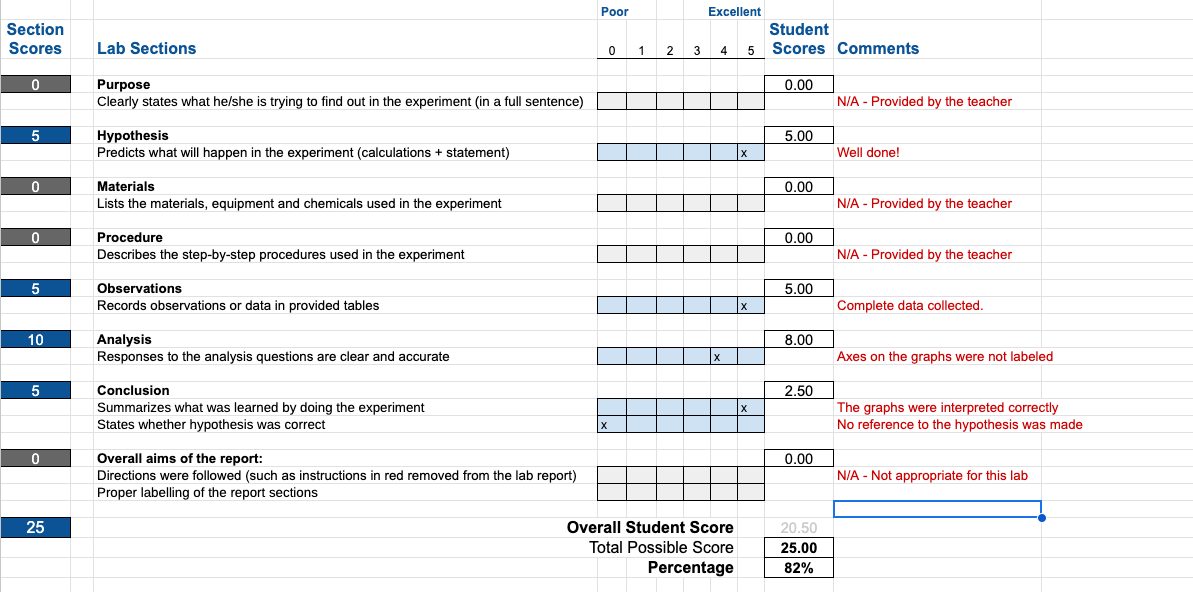 Poor Excellent
Section Scores Lab Sections 0 1 2 3 4 5 Student Scores Comments
0 Purpose 0.00
Clearly states what he/she is trying to find out in the experiment (in a full sentence) N/A - Provided by the teacher
5 Hypothesis 5.00
Predicts what will happen in the experiment (calculations + statement) x Well done!
0 Materials 0.00
Lists the materials, equipment and chemicals used in the experiment N/A - Provided by the teacher
0 Procedure 0.00
Describes the step-by-step procedures used in the experiment N/A - Provided by the teacher
5 Observations 5.00
Records observations or data in provided tables x Complete data collected.
10 Analysis 8.00
Responses to the analysis questions are clear and accurate x Axes on the graphs were not labeled
5 Conclusion 2.50
Summarizes what was learned by doing the experiment x The graphs were interpreted correctly
States whether hypothesis was correct x No reference to the hypothesis was made
0 Overall aims of the report: 0.00
Directions were followed (such as instructions in red removed from the lab report) N/A - Not appropriate for this lab
Proper labelling of the report sections
25 Overall Student Score 20.50
Total Possible Score 25.00
Percentage 82%